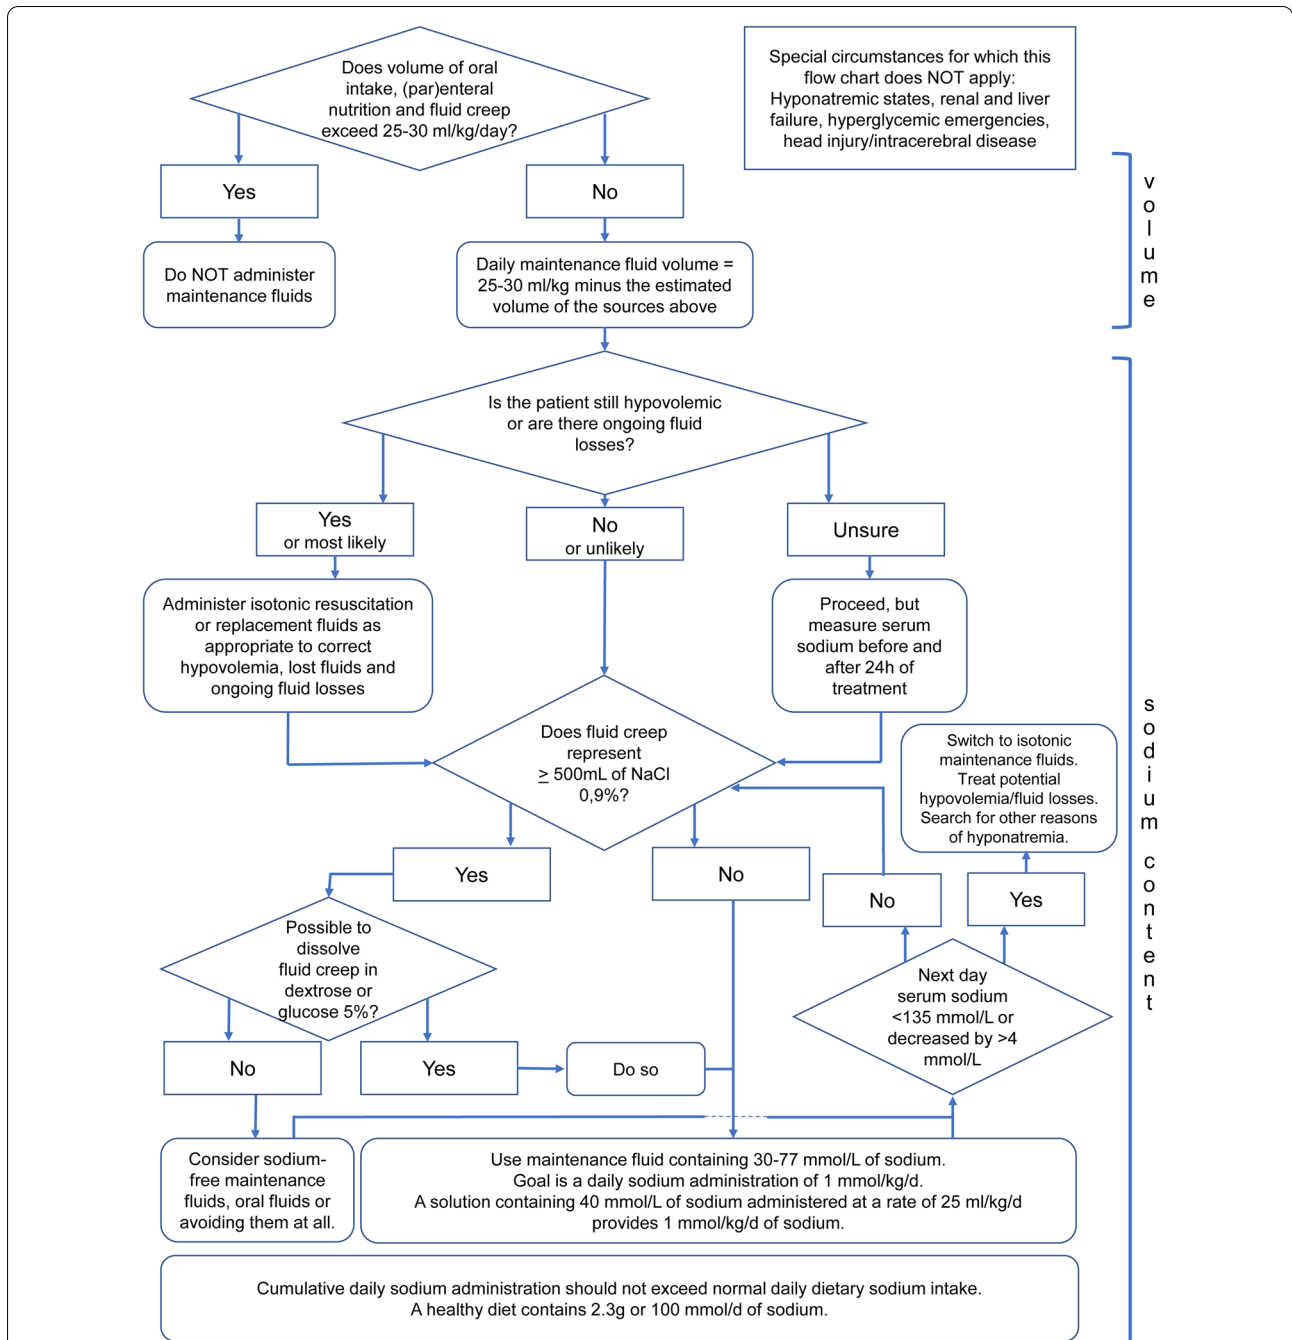 Does volume of oral
intake, (par)enteral
nutrition and fluid creep
exceed 25-30 ml/kg/day?
Special circumstances for which this
flow chart does NOT apply:
Hyponatremic states, renal and liver
failure, hyperglycemic emergencies,
head injury/intracerebral disease
Yes
No
Do NOT administer
maintenance fluids
Daily maintenance fluid volume =
25-30 ml/kg minus the estimated
volume of the sources above
volume
Is the patient still hypovolemic
or are there ongoing fluid
losses?
Yes
or most likely
No
or unlikely
Unsure
Administer isotonic resuscitation
or replacement fluids as
appropriate to correct
hypovolemia, lost fluids and
ongoing fluid losses
Proceed, but
measure serum
sodium before and
after 24h of
treatment
Does fluid creep
represent
≥ 500mL of NaCl
0,9%?
Switch to isotonic
maintenance fluids.
Treat potential
hypovolemia/fluid losses.
Search for other reasons
of hyponatremia.
sodium content
Yes
No
No
Yes
Possible to
dissolve
fluid creep in
dextrose or
glucose 5%?
Next day
serum sodium
<135 mmol/L or
decreased by >4
mmol/L
No
Yes
Do so
Consider sodium-
free maintenance
fluids, oral fluids or
avoiding them at all.
Use maintenance fluid containing 30-77 mmol/L of sodium.
Goal is a daily sodium administration of 1 mmol/kg/d.
A solution containing 40 mmol/L of sodium administered at a rate of 25 ml/kg/d
provides 1 mmol/kg/d of sodium.
Cumulative daily sodium administration should not exceed normal daily dietary sodium intake.
A healthy diet contains 2.3g or 100 mmol/d of sodium.